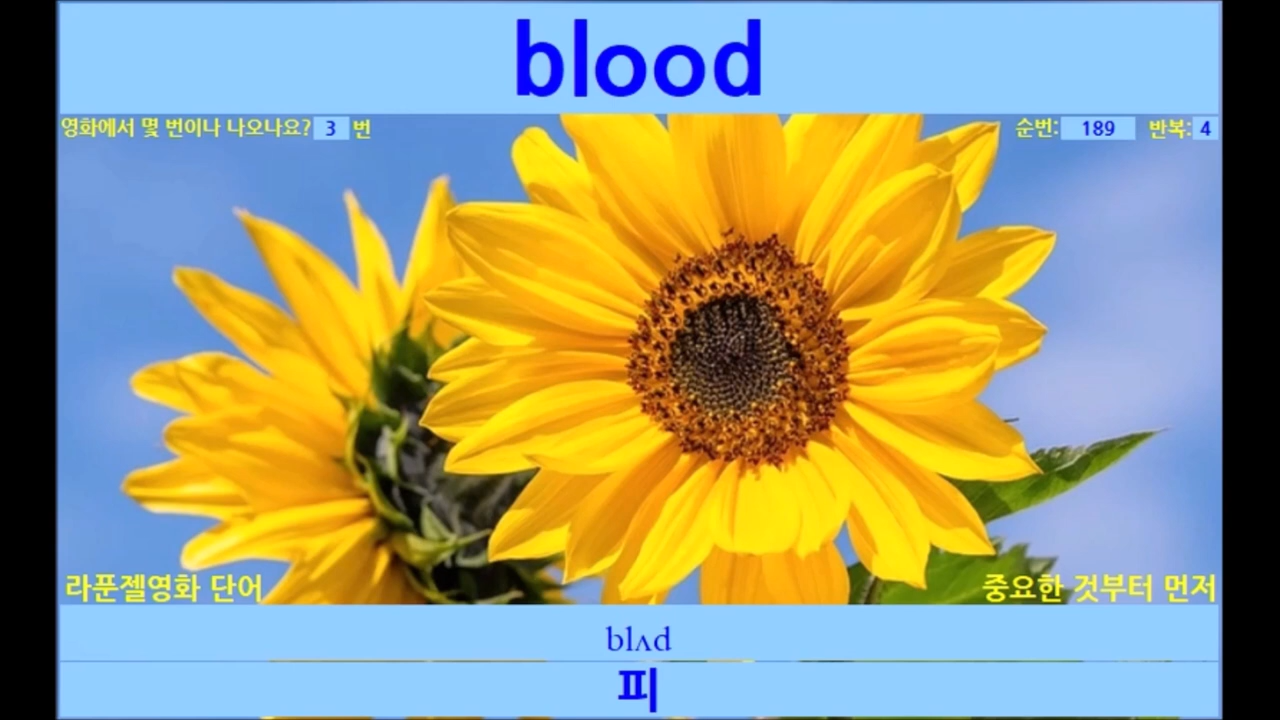 blood
영화에서 몇 번이나 나오나요? 3 번
순번: 189 반복: 4
라푼젤영화 단어
중요한 것부터 먼저
blʌd
피